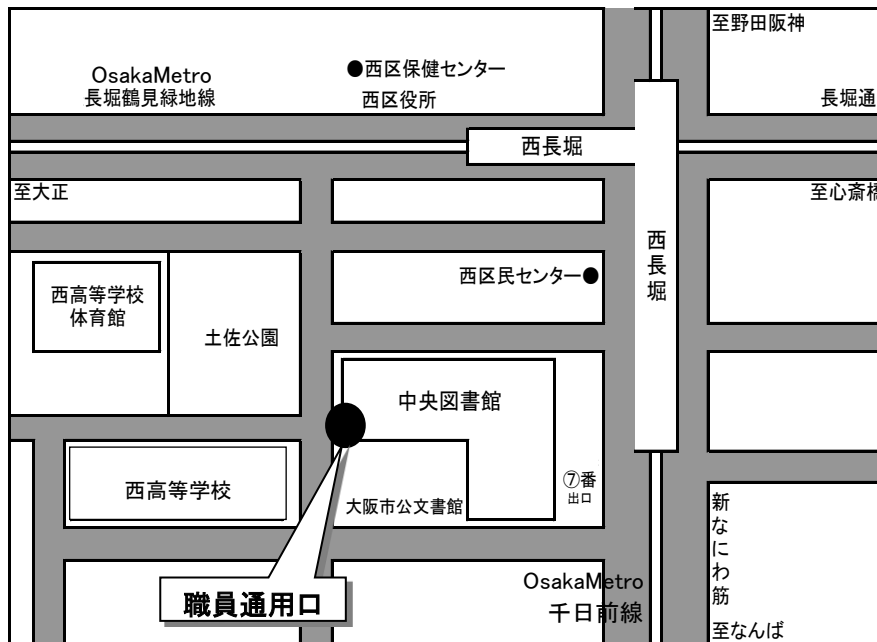 至野田阪神
OsakaMetro
長堀鶴見緑地線
●西区保健センター
西区役所
長堀通
西長堀
至大正
至心斎橋
西長堀
西区民センター●
西高等学校
体育館
土佐公園
中央図書館
西高等学校
大阪市公文書館
⑦番
出口
新なにわ筋
至なんば
OsakaMetro
千日前線
職員通用口